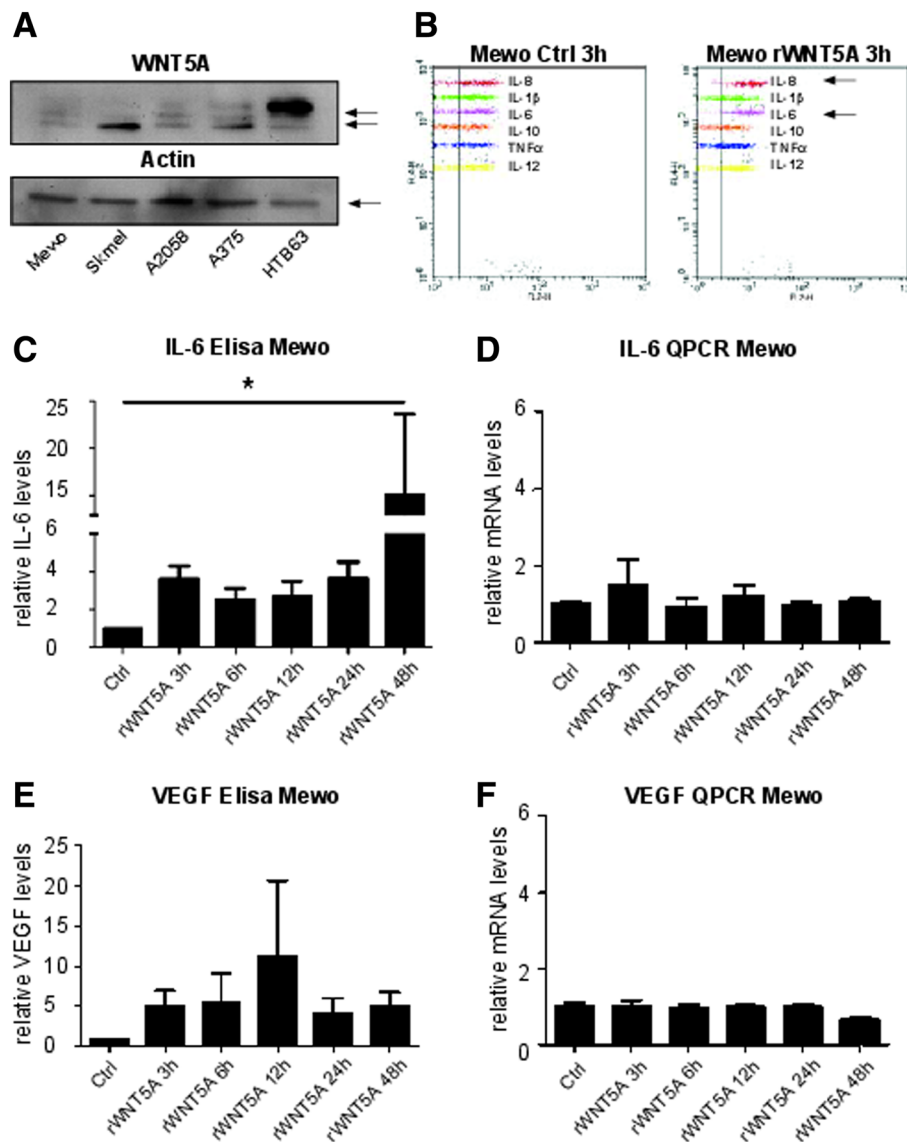 A
WNT5A
Actin
Mewo
Skmel
A2058
A375
HTB63
B
Mewo Ctrl 3h
IL-8
IL-1β
IL-6
IL-10
TNFα
IL-12
FL2-H
Mewo rWNT5A 3h
IL-8
IL-1β
IL-6
IL-10
TNFα
IL-12
FL2-H
C
IL-6 Elisa Mewo
*
relative IL-6 levels
25
20
15
6
4
2
0
Ctrl
rWNT5A 3h
rWNT5A 6h
rWNT5A 12h
rWNT5A 24h
rWNT5A 48h
D
IL-6 QPCR Mewo
relative mRNA levels
6
4
2
0
Ctrl
rWNT5A 3h
rWNT5A 6h
rWNT5A 12h
rWNT5A 24h
rWNT5A 48h
E
VEGF Elisa Mewo
relative VEGF levels
25
20
15
10
5
0
Ctrl
rWNT5A 3h
rWNT5A 6h
rWNT5A 12h
rWNT5A 24h
rWNT5A 48h
F
VEGF QPCR Mewo
relative mRNA levels
6
4
2
0
Ctrl
rWNT5A 3h
rWNT5A 6h
rWNT5A 12h
rWNT5A 24h
rWNT5A 48h